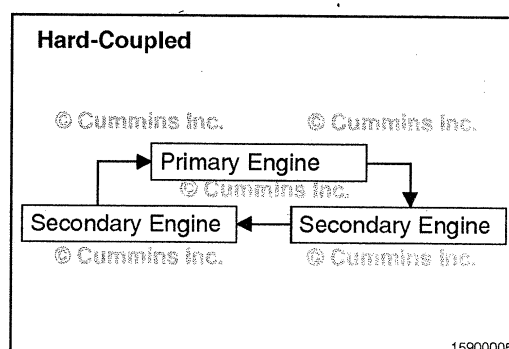 Hard-Coupled
© Cummins Inc. © Cummins Inc.
Primary Engine
© Cummins Inc.
Secondary Engine Secondary Engine
© Cummins Inc. © Cummins Inc.